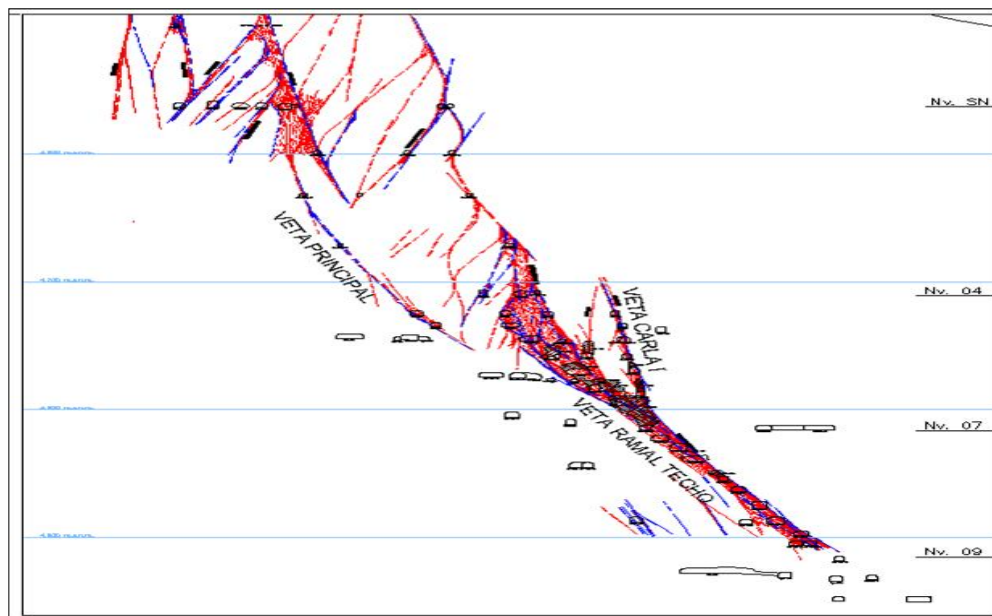 Nv. SN
VETA PRINCIPAL
Nv. 04
VETA CARLA I
Nv. 07
VETA RAMAL TECHO
Nv. 09